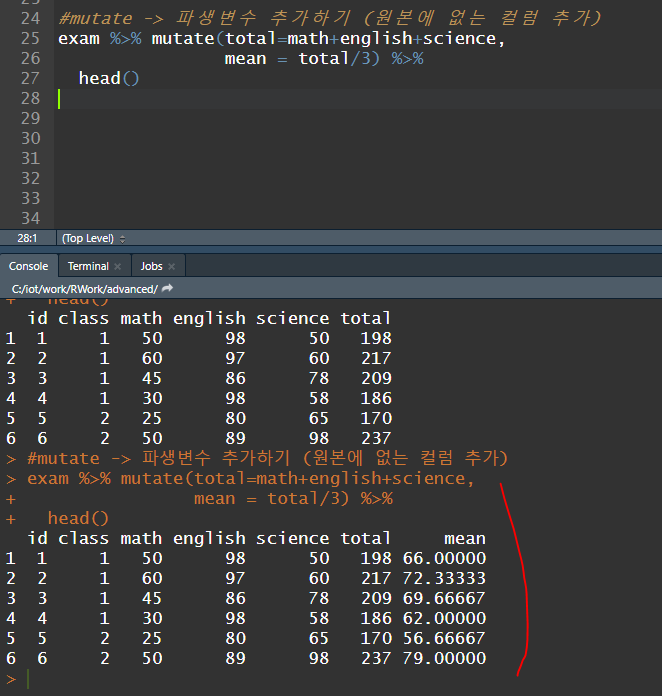 24 #mutate -> 파생변수 추가하기 (원본에 없는 컬럼 추가)
25 exam %>% mutate(total=math+english+science,
26 mean = total/3) %>%
27 head()
28
29
30
31
32
33
34
28:1 (Top Level)
Console Terminal Jobs
C:/iot/work/RWork/advanced/
+ head()
id class math english science total
1 1 1 50 98 50 198
2 2 1 60 97 60 217
3 3 1 45 86 78 209
4 4 1 30 98 58 186
5 5 2 25 80 65 170
6 6 2 50 89 98 237
> #mutate -> 파생변수 추가하기 (원본에 없는 컬럼 추가)
> exam %>% mutate(total=math+english+science,
+ mean = total/3) %>%
+ head()
id class math english science total mean
1 1 1 50 98 50 198 66.00000
2 2 1 60 97 60 217 72.33333
3 3 1 45 86 78 209 69.66667
4 4 1 30 98 58 186 62.00000
5 5 2 25 80 65 170 56.66667
6 6 2 50 89 98 237 79.00000
>